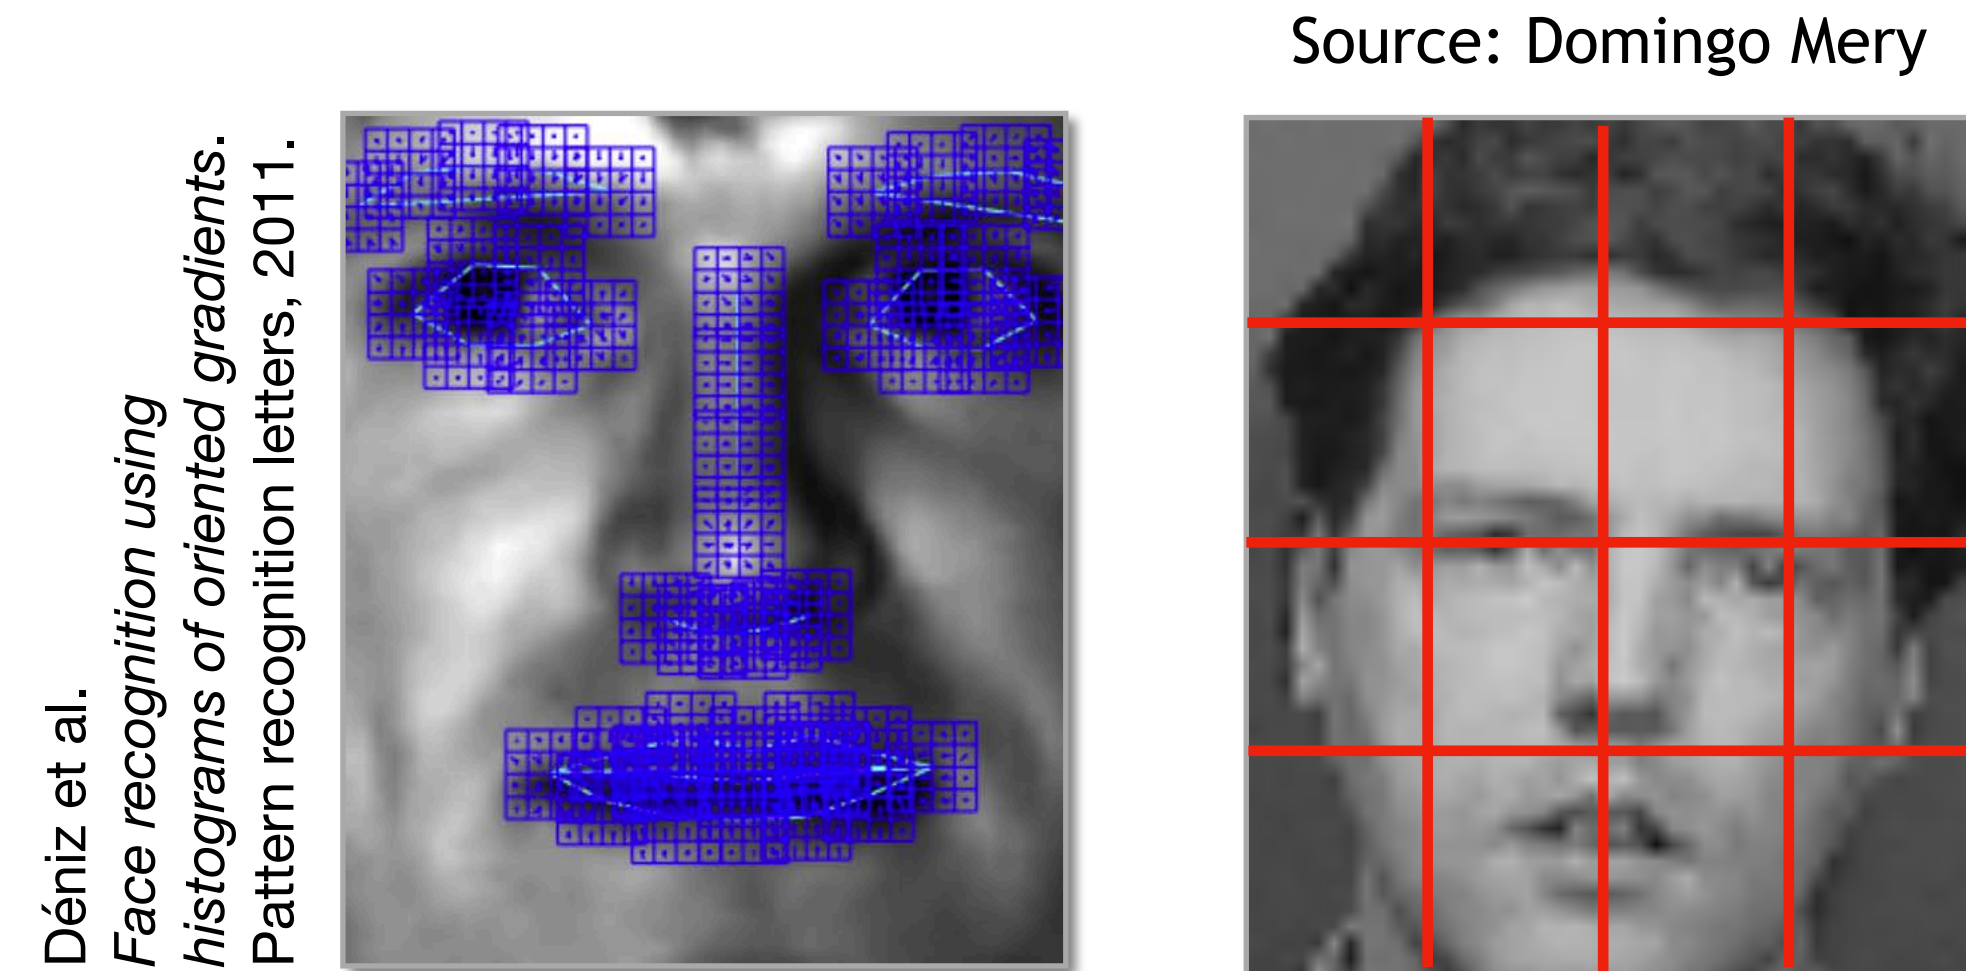 Source: Domingo Mery
Déniz et al.
Face recognition using
histograms of oriented gradients.
Pattern recognition letters, 2011.